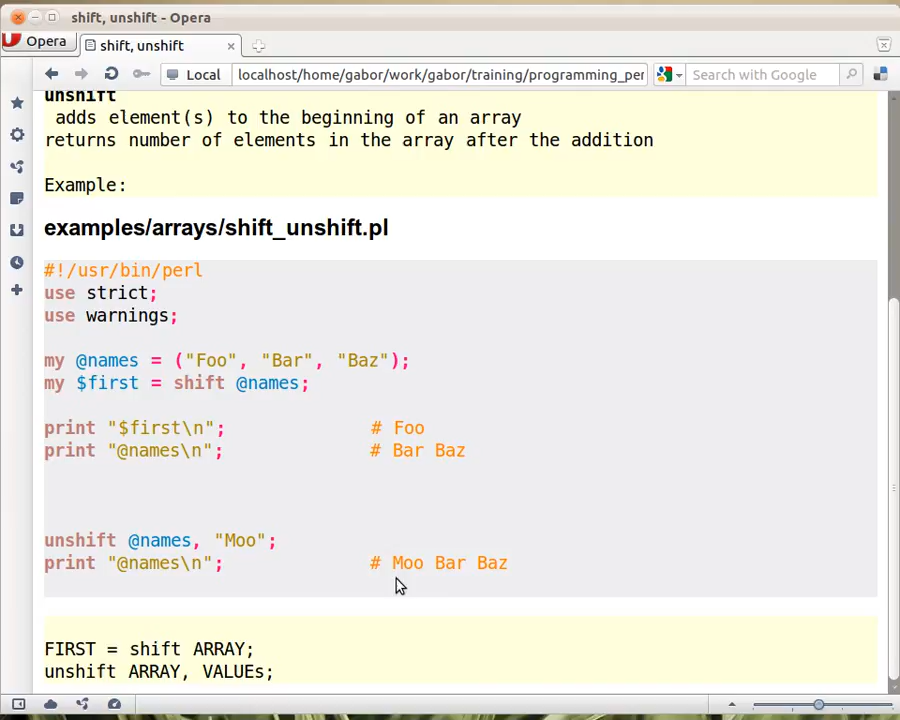 shift, unshift - Opera
Opera
shift, unshift
Local
localhost/home/gabor/work/gabor/training/programming_per
Search with Google
unshift
adds element(s) to the beginning of an array
returns number of elements in the array after the addition
Example:
examples/arrays/shift_unshift.pl
#!/usr/bin/perl
use strict;
use warnings;
my @names = ("Foo", "Bar", "Baz");
my $first = shift @names;
print "$first\n";              # Foo
print "@names\n";              # Bar Baz
unshift @names, "Moo";
print "@names\n";              # Moo Bar Baz
FIRST = shift ARRAY;
unshift ARRAY, VALUEs;